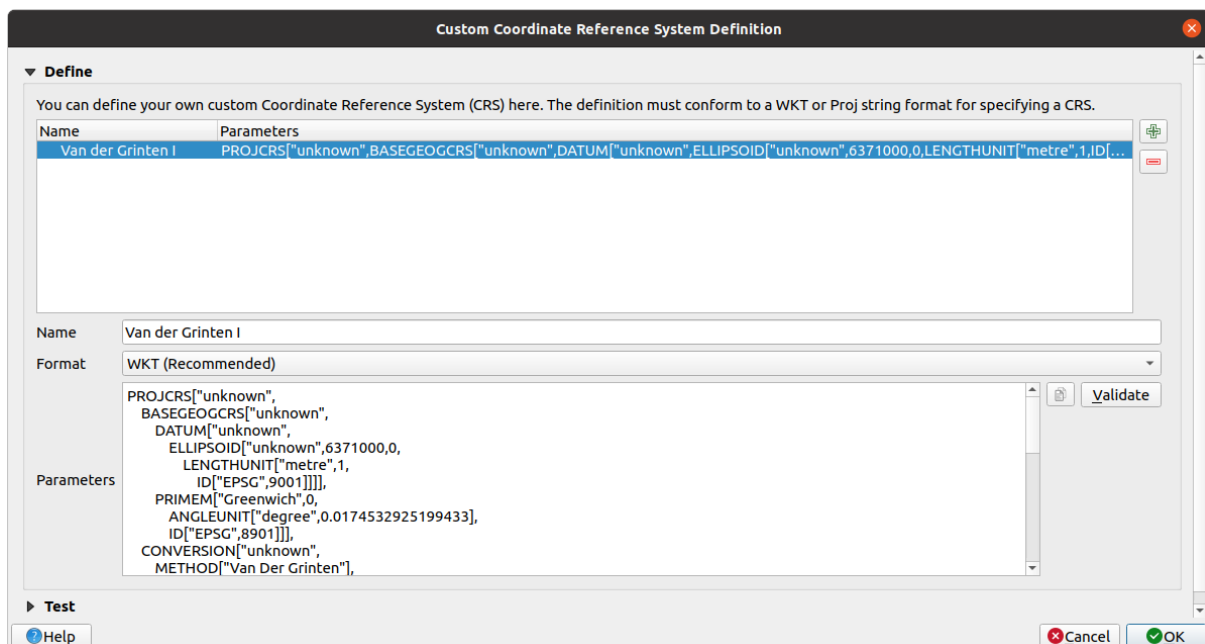 Custom Coordinate Reference System Definition
Define
You can define your own custom Coordinate Reference System (CRS) here. The definition must conform to a WKT or Proj string format for specifying a CRS.
Name Parameters
Van der Grinten I PROJCRS["unknown",BASEGEOGCRS["unknown",DATUM["unknown",ELLIPSOID["unknown",6371000,0,LENGTHUNIT["metre",1,ID[...
Name Van der Grinten I
Format WKT (Recommended)
PROJCRS["unknown",
Validate
BASEGEOGCRS["unknown",
DATUM["unknown",
ELLIPSOID["unknown",6371000,0,
LENGTHUNIT["metre",1,
Parameters
ID["EPSG",9001]]]],
PRIMEM["Greenwich",0,
ANGLEUNIT["degree",0.0174532925199433],
ID["EPSG",8901]]],
CONVERSION["unknown",
METHOD["Van Der Grinten"],
Test
Help Cancel OK